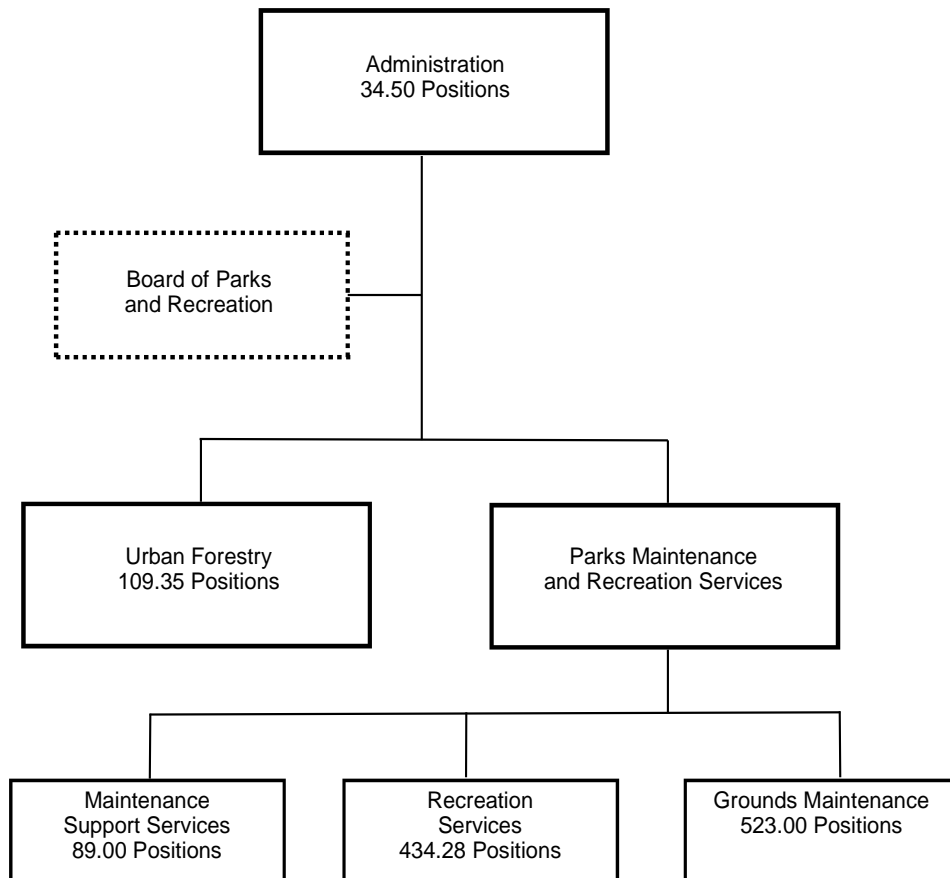 Administration
34.50 Positions
Board of Parks
and Recreation
Urban Forestry
109.35 Positions
Parks Maintenance
and Recreation Services
Maintenance
Support Services
89.00 Positions
Recreation
Services
434.28 Positions
Grounds Maintenance
523.00 Positions